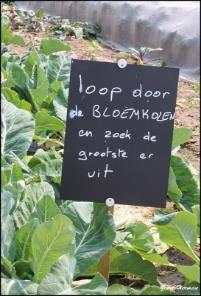 loop door
de BLOEMKOLEN
en zoek de
grootste er
uit